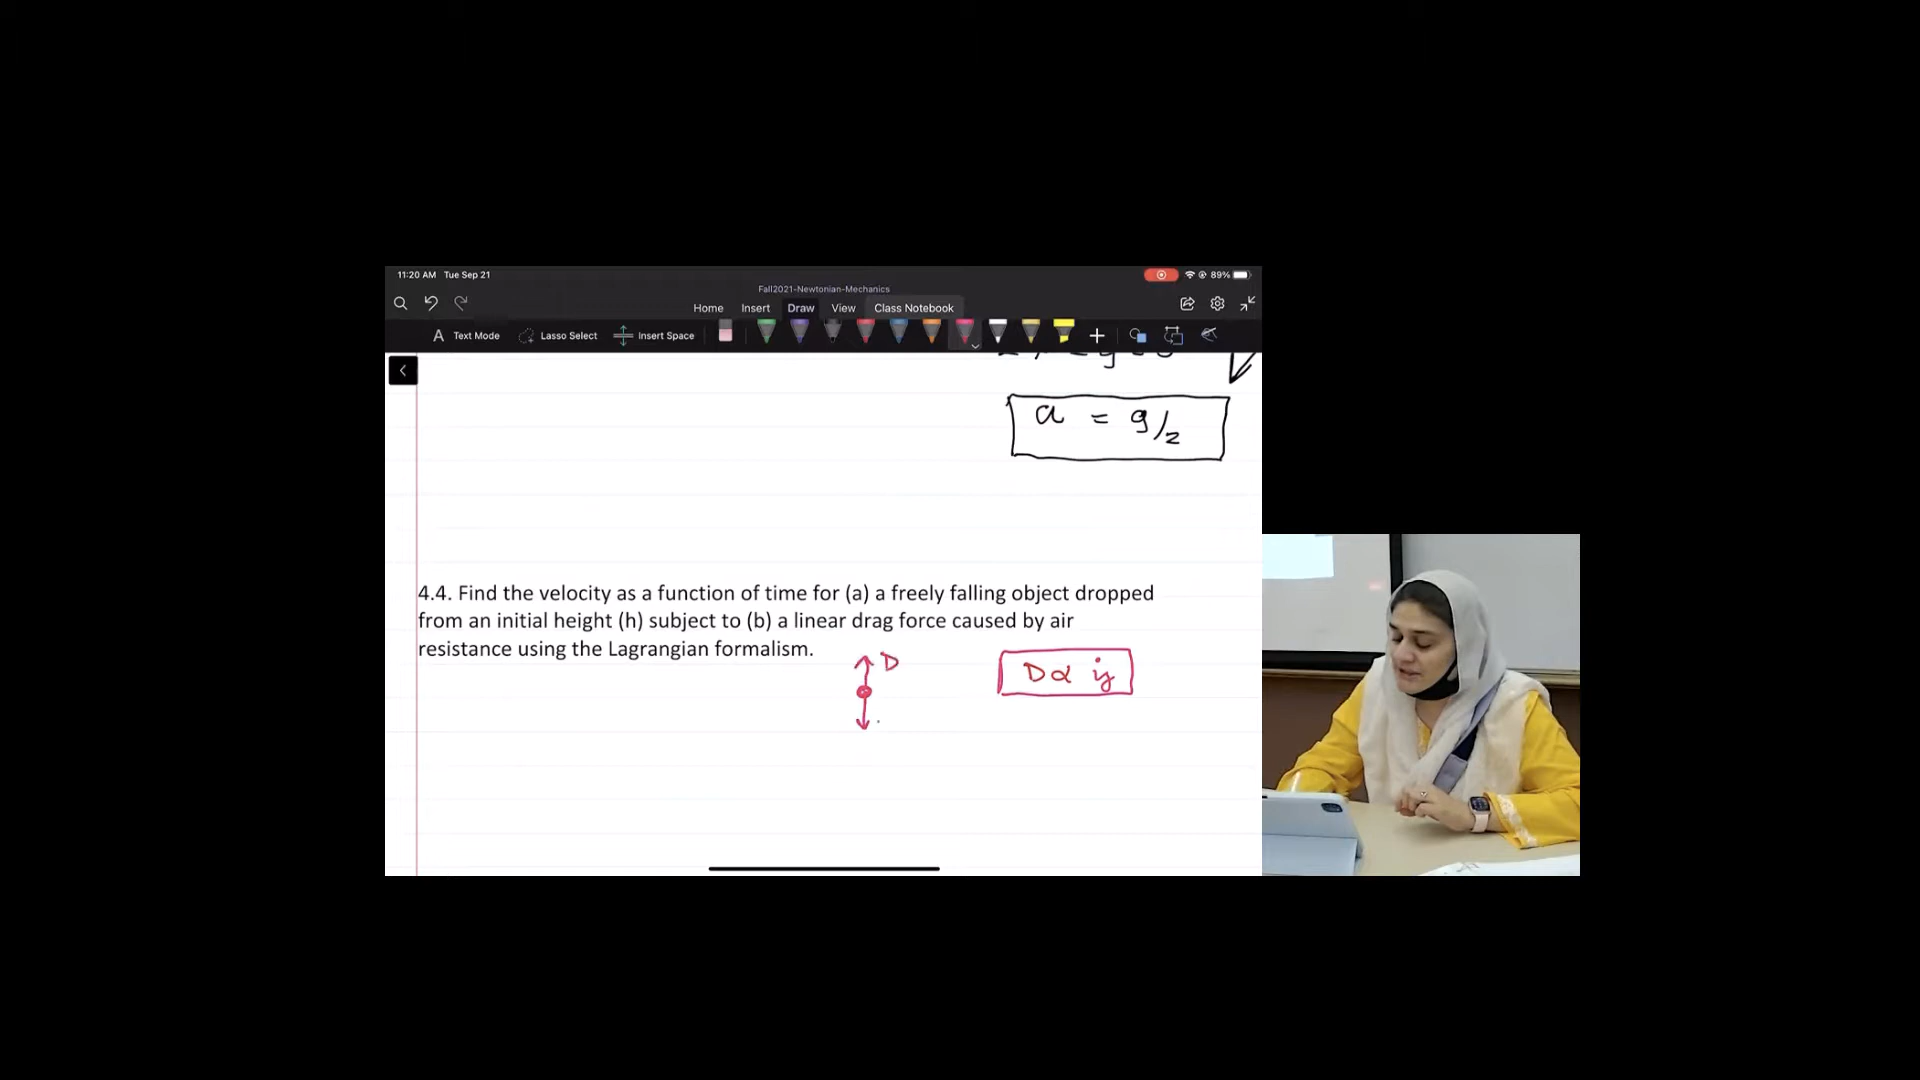 11:20 AM Tue Sep 21
89%
Fall2021-Newtonian-Mechanics
Home Insert Draw View Class Notebook
A Text Mode Lasso Select Insert Space
a = g/2
4.4. Find the velocity as a function of time for (a) a freely falling object dropped
from an initial height (h) subject to (b) a linear drag force caused by air
resistance using the Lagrangian formalism.
D
D ∝ ẏ